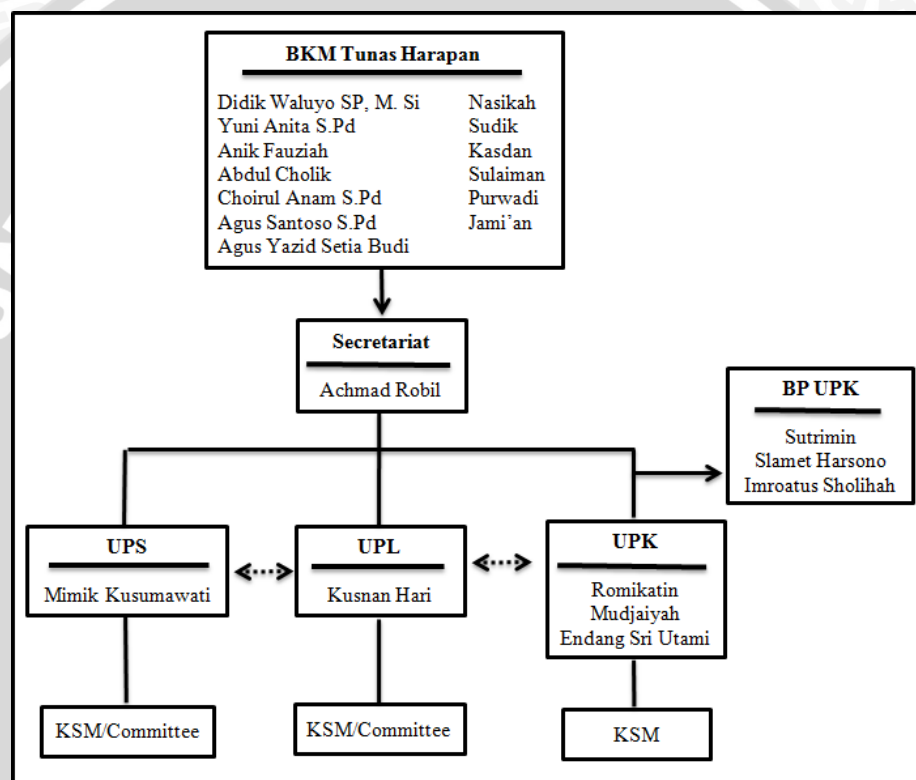 BKM Tunas Harapan
Didik Waluyo SP, M. Si
Yuni Anita S.Pd
Anik Fauziah
Abdul Cholik
Choirul Anam S.Pd
Agus Santoso S.Pd
Agus Yazid Setia Budi
Nasikah
Sudik
Kasdan
Sulaiman
Purwadi
Jami’an
Secretariat
Achmad Robil
BP UPK
Sutrimin
Slamet Harsono
Imroatus Sholihah
UPS
Mimik Kusumawati
UPL
Kusnan Hari
UPK
Romikatin
Mudjaiyah
Endang Sri Utami
KSM/Committee
KSM/Committee
KSM